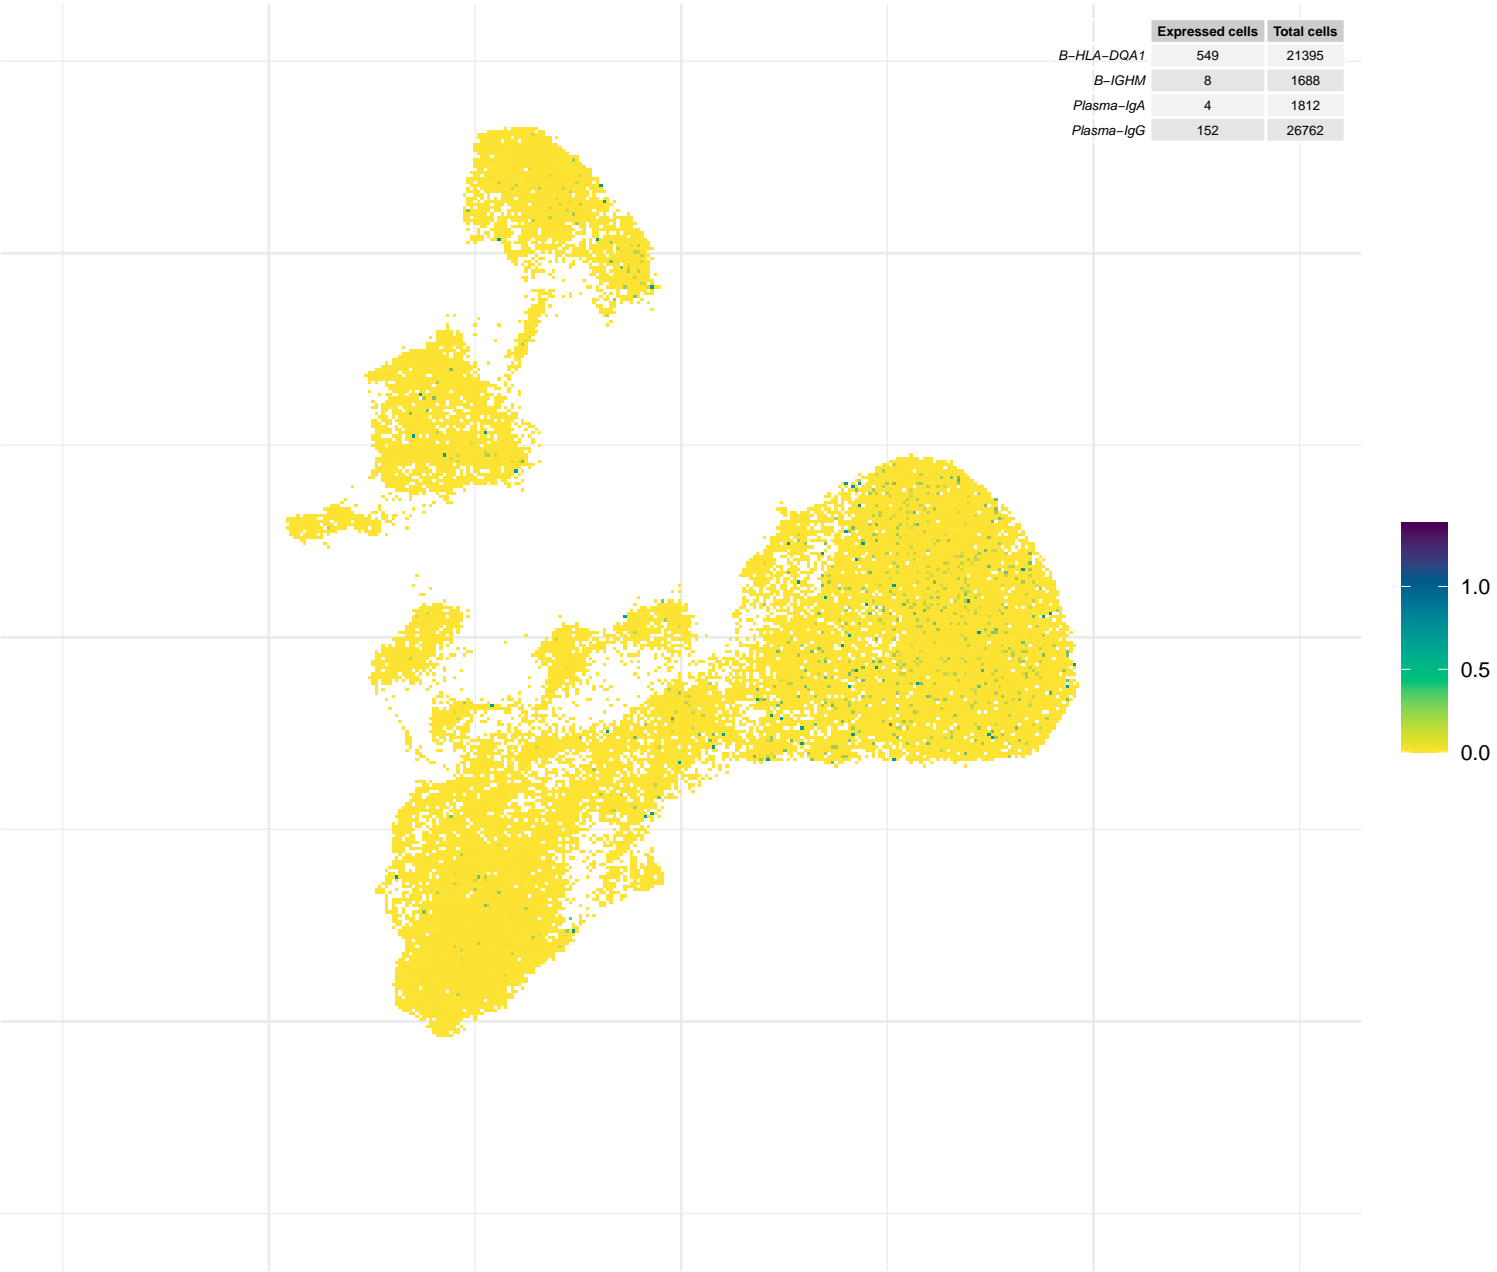 Expressed cells Total cells
B−HLA−DQA1 549 21395
B−IGHM 8 1688
Plasma−IgA 4 1812
Plasma−IgG 152 26762
1.0
0.5
0.0